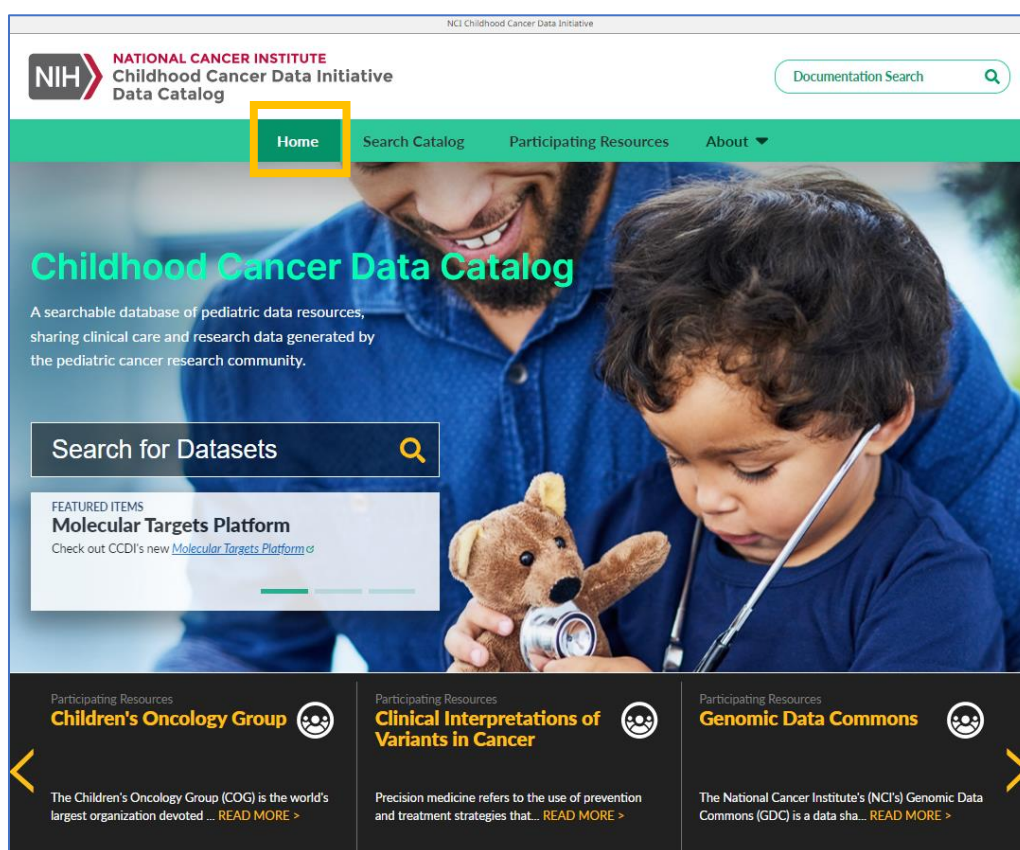 NCI Childhood Cancer Data Initiative
NIH
NATIONAL CANCER INSTITUTE
Childhood Cancer Data Initiative
Data Catalog
Documentation Search
Home Search Catalog Participating Resources About
Childhood Cancer Data Catalog
A searchable database of pediatric data resources,
sharing clinical care and research data generated by
the pediatric cancer research community.
Search for Datasets
FEATURED ITEMS
Molecular Targets Platform
Check out CCDI's new Molecular Targets Platform
Participating Resources
Children's Oncology Group
The Children's Oncology Group (COG) is the world's
largest organization devoted ... READ MORE >
Participating Resources
Clinical Interpretations of
Variants in Cancer
Precision medicine refers to the use of prevention
and treatment strategies that... READ MORE >
Participating Resources
Genomic Data Commons
The National Cancer Institute's (NCI's) Genomic Data
Commons (GDC) is a data sha... READ MORE >